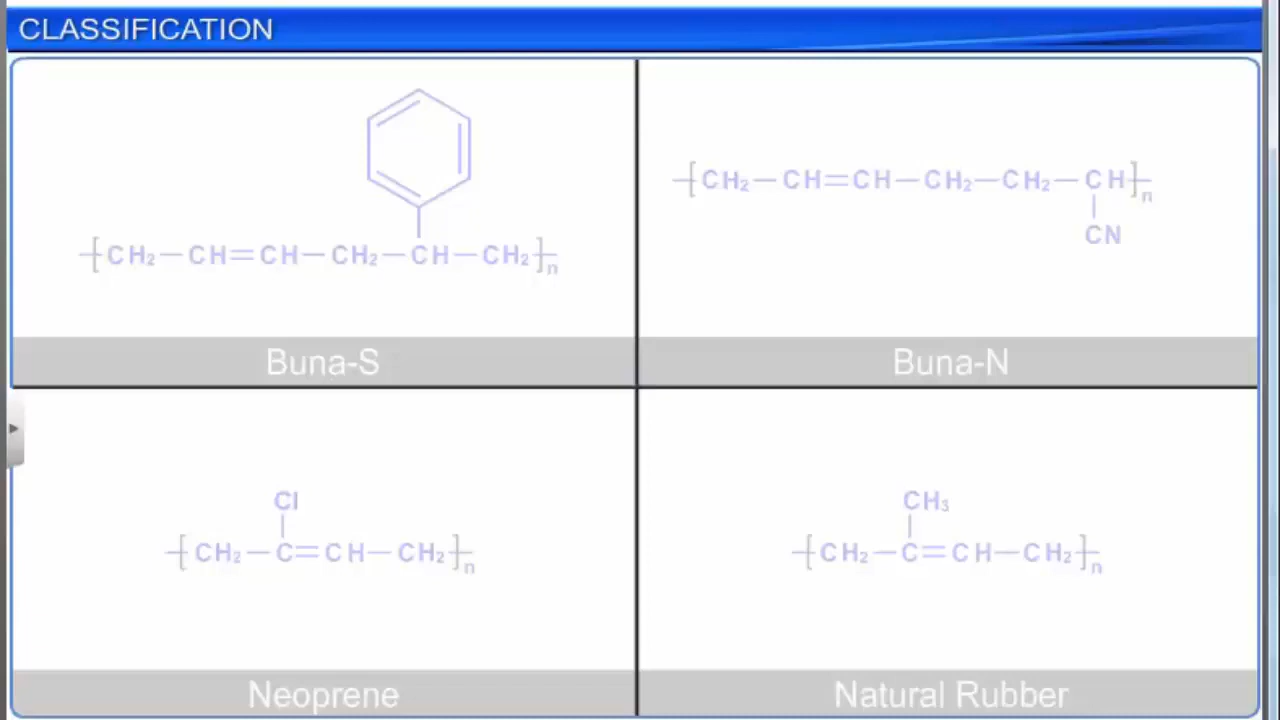 CLASSIFICATION
-[CH₂—CH=CH—CH₂—CH—CH₂]-n
Buna-S
-[CH₂—CH=CH—CH₂—CH₂—CH]-n
CN
Buna-N
Cl
-[CH₂—C=CH—CH₂]-n
Neoprene
CH₃
-[CH₂—C=CH—CH₂]-n
Natural Rubber